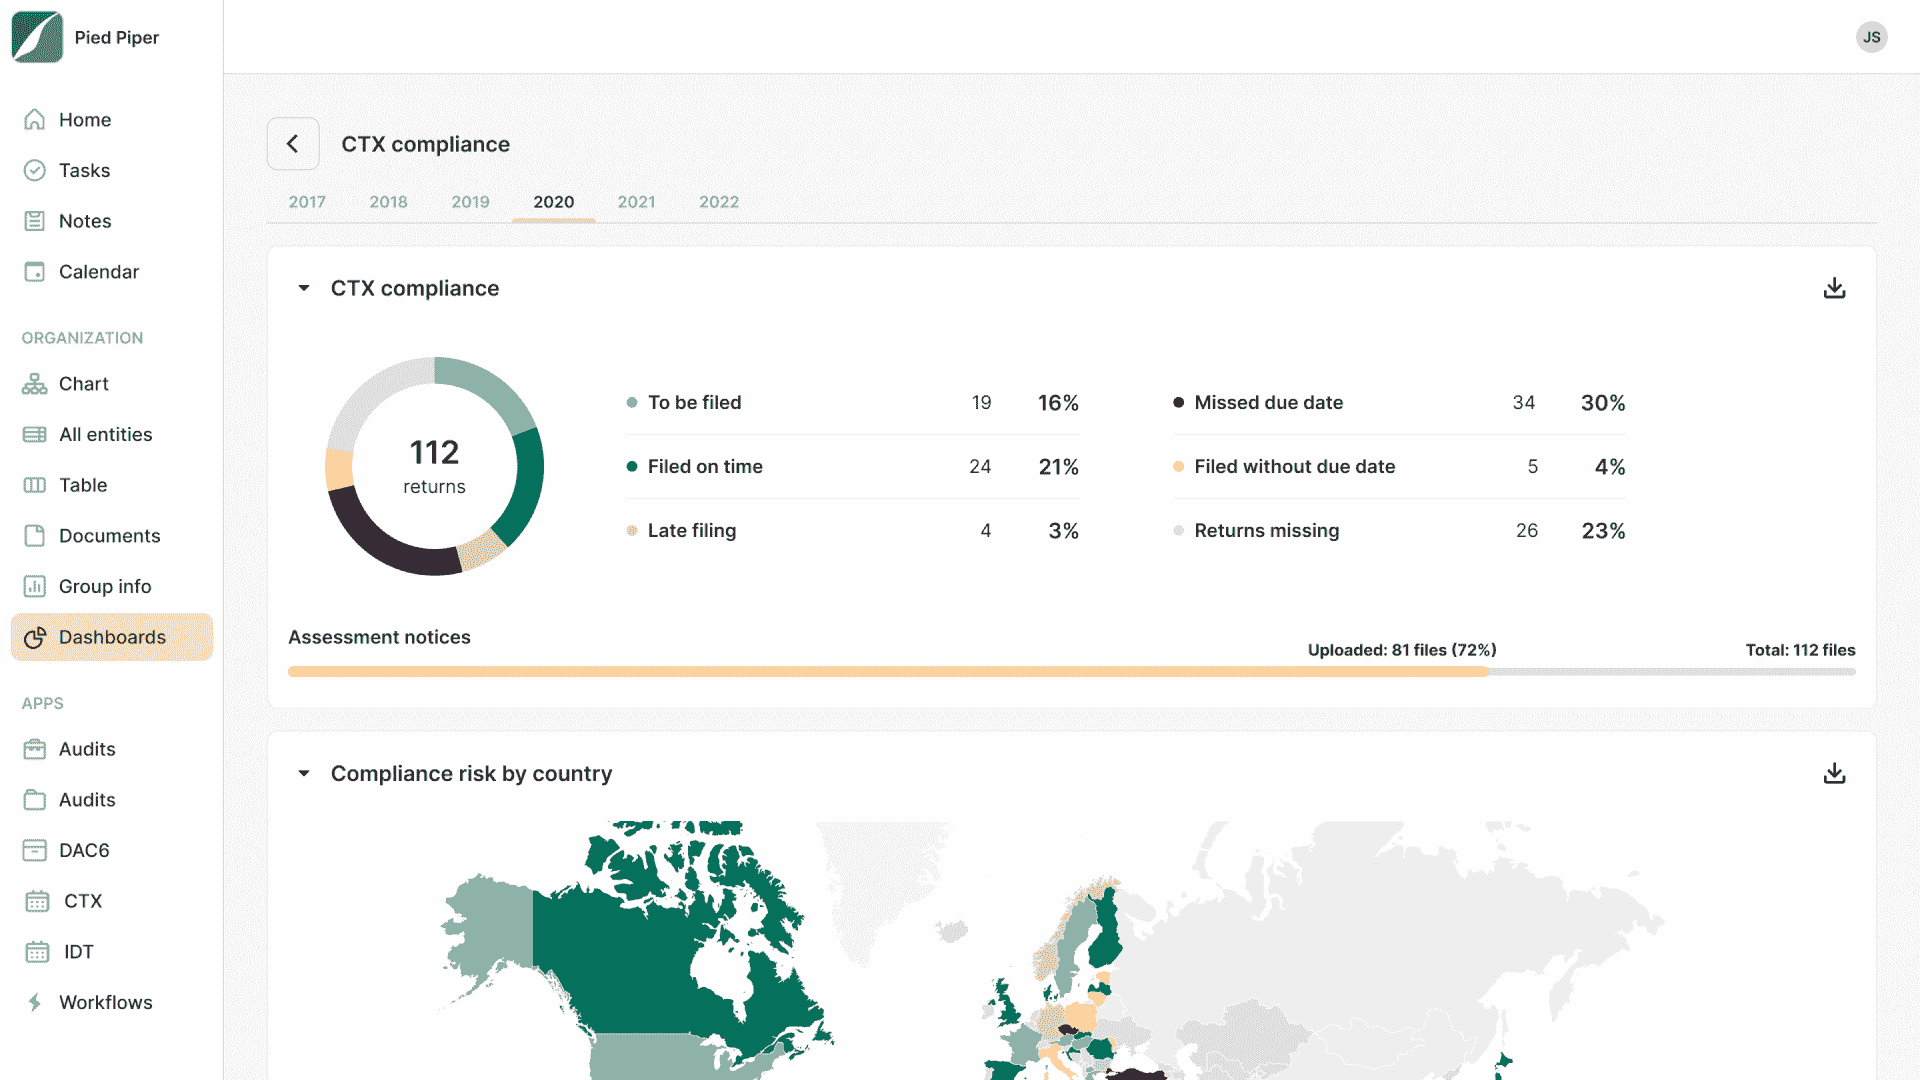 Pied Piper
JS
Home
Tasks
Notes
Calendar
ORGANIZATION
Chart
All entities
Table
Documents
Group info
Dashboards
APPS
Audits
Audits
DAC6
CTX
IDT
Workflows
CTX compliance
2017 2018 2019 2020 2021 2022
CTX compliance
112
returns
To be filed 19 16%
Filed on time 24 21%
Late filing 4 3%
Missed due date 34 30%
Filed without due date 5 4%
Returns missing 26 23%
Assessment notices
Uploaded: 81 files (72%)
Total: 112 files
Compliance risk by country